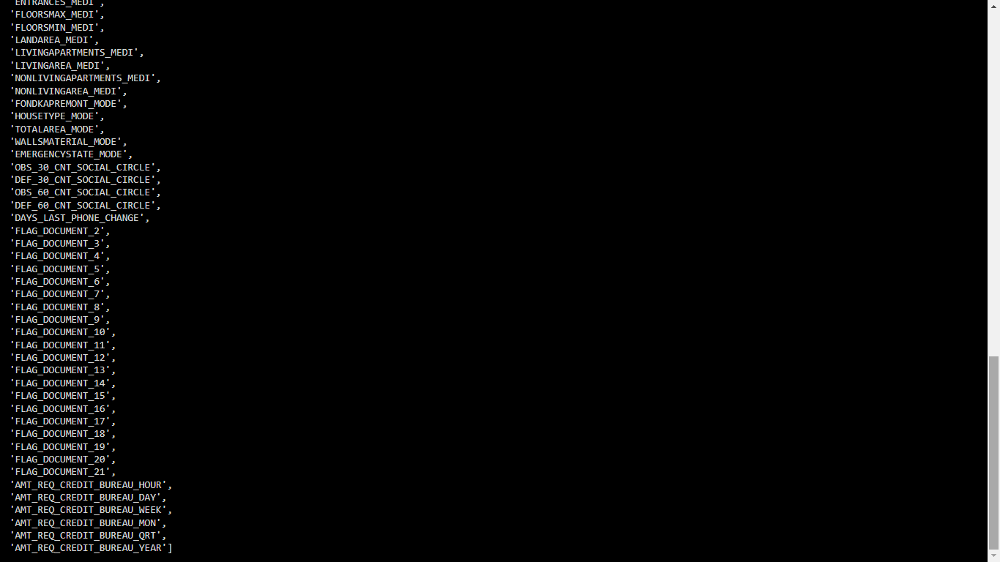 'ENTRANCES_MEDI',
'FLOORSMAX_MEDI',
'FLOORSMIN_MEDI',
'LANDAREA_MEDI',
'LIVINGAPARTMENTS_MEDI',
'LIVINGAREA_MEDI',
'NONLIVINGAPARTMENTS_MEDI',
'NONLIVINGAREA_MEDI',
'FONDKAPREMONT_MODE',
'HOUSETYPE_MODE',
'TOTALAREA_MODE',
'WALLSMATERIAL_MODE',
'EMERGENCYSTATE_MODE',
'OBS_30_CNT_SOCIAL_CIRCLE',
'DEF_30_CNT_SOCIAL_CIRCLE',
'OBS_60_CNT_SOCIAL_CIRCLE',
'DEF_60_CNT_SOCIAL_CIRCLE',
'DAYS_LAST_PHONE_CHANGE',
'FLAG_DOCUMENT_2',
'FLAG_DOCUMENT_3',
'FLAG_DOCUMENT_4',
'FLAG_DOCUMENT_5',
'FLAG_DOCUMENT_6',
'FLAG_DOCUMENT_7',
'FLAG_DOCUMENT_8',
'FLAG_DOCUMENT_9',
'FLAG_DOCUMENT_10',
'FLAG_DOCUMENT_11',
'FLAG_DOCUMENT_12',
'FLAG_DOCUMENT_13',
'FLAG_DOCUMENT_14',
'FLAG_DOCUMENT_15',
'FLAG_DOCUMENT_16',
'FLAG_DOCUMENT_17',
'FLAG_DOCUMENT_18',
'FLAG_DOCUMENT_19',
'FLAG_DOCUMENT_20',
'FLAG_DOCUMENT_21',
'AMT_REQ_CREDIT_BUREAU_HOUR',
'AMT_REQ_CREDIT_BUREAU_DAY',
'AMT_REQ_CREDIT_BUREAU_WEEK',
'AMT_REQ_CREDIT_BUREAU_MON',
'AMT_REQ_CREDIT_BUREAU_QRT',
'AMT_REQ_CREDIT_BUREAU_YEAR']